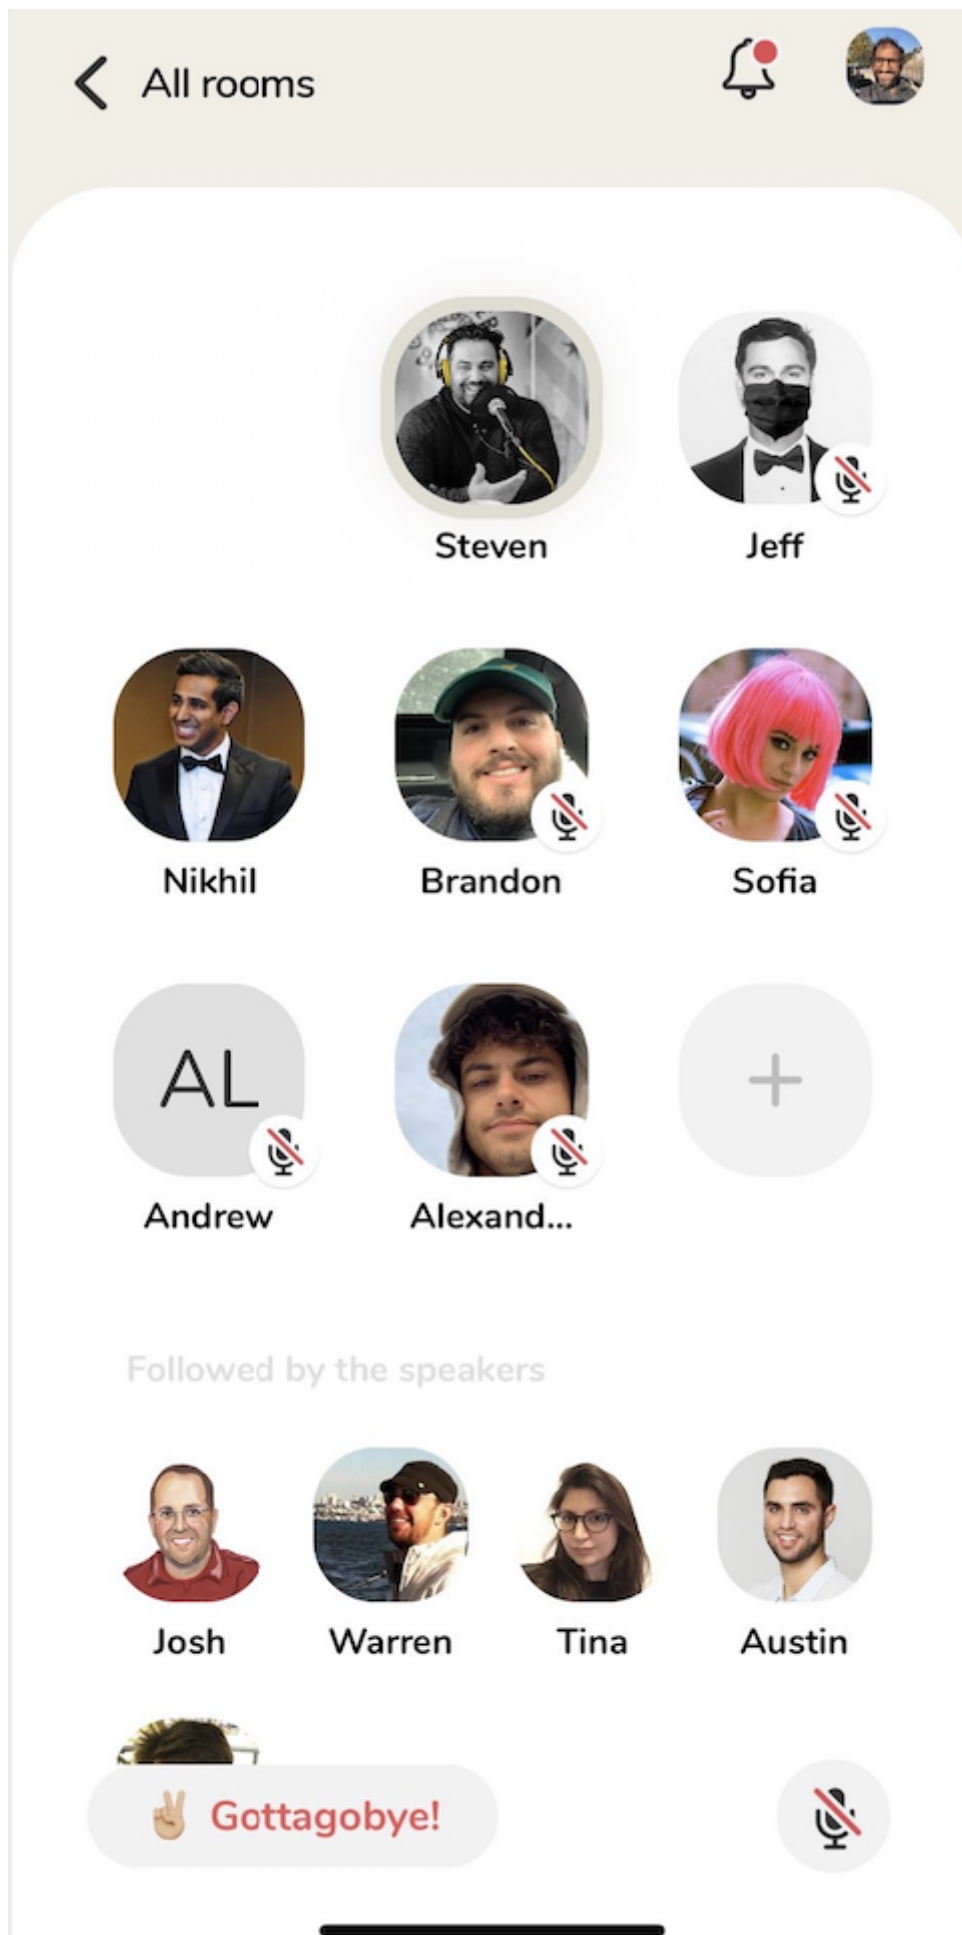 All rooms
Steven
Jeff
Nikhil
Brandon
Sofia
AL
Andrew
Alexand...
Followed by the speakers
Josh
Warren
Tina
Austin
Gottagobye!